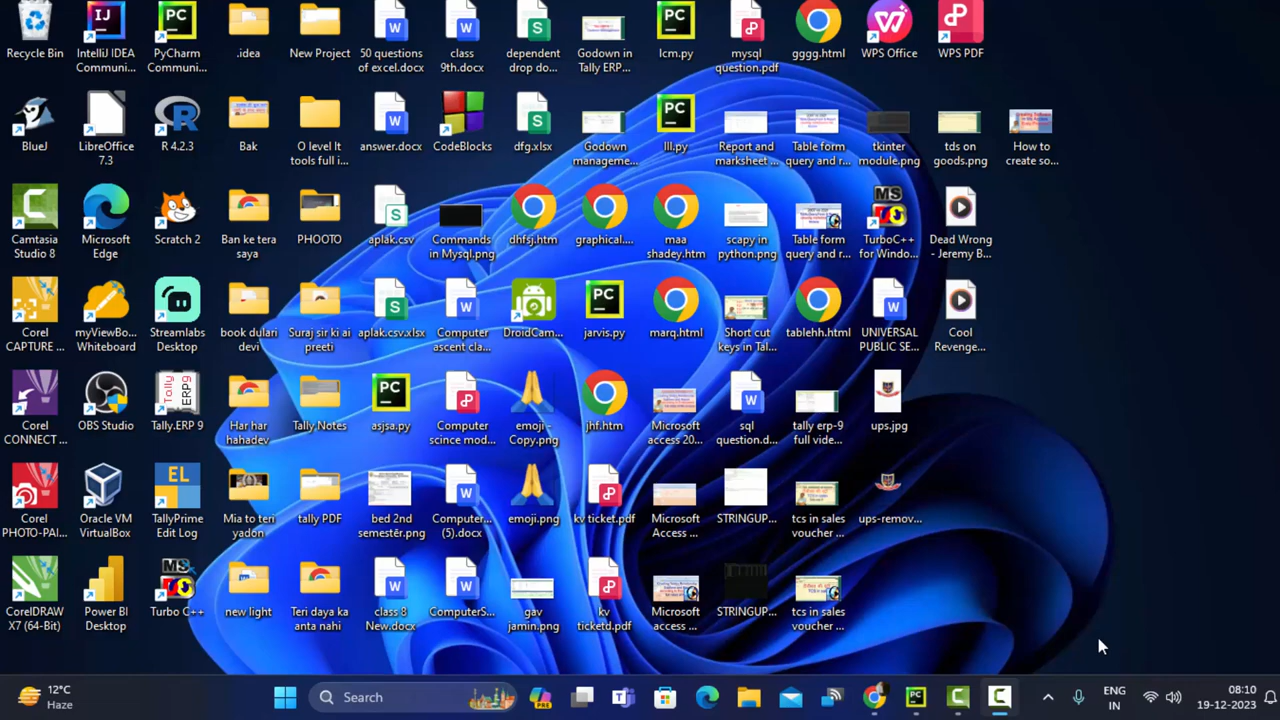 Recycle Bin
IntelliJ IDEA
Communi...
PyCharm
Communi...
.idea
New Project
50 questions
of excel.docx
class
9th.docx
dependent
drop do...
Godown in
Tally ERP...
lcm.py
mysql
question.pdf
gggg.html
WPS Office
WPS PDF
BlueJ
LibreOffice
7.3
R 4.2.3
Bak
O level It
tools full i...
answer.docx
CodeBlocks
dfg.xlsx
Godown
manageme...
lll.py
Report and
marksheet ...
Table form
query and r...
tkinter
module.png
tds on
goods.png
How to
create so...
Camtasia
Studio 8
Microsoft
Edge
Scratch 2
Ban ke tera
saya
PHOOTO
aplak.csv
Commands
in Mysql.png
dhfsj.htm
graphical....
maa
shadey.htm
scapy in
python.png
Table form
query and r...
TurboC++
for Windo...
Dead Wrong
- Jeremy B...
Corel
CAPTURE ...
myViewBo...
Whiteboard
Streamlabs
Desktop
book dulari
devi
Suraj sir ki ai
preeti
aplak.csv.xlsx
Computer
ascent cla...
DroidCam...
jarvis.py
marq.html
Short cut
keys in Tal...
tablehh.html
UNIVERSAL
PUBLIC SE...
Cool
Revenge...
Corel
CONNECT ...
OBS Studio
Tally.ERP 9
Har har
hahadev
Tally Notes
asjsa.py
Computer
scince mod...
emoji -
Copy.png
jhf.htm
Microsoft
access 20...
sql
question.d...
tally erp-9
full vide...
ups.jpg
Corel
PHOTO-PAI...
Oracle VM
VirtualBox
TallyPrime
Edit Log
Mia to teri
yadon
tally PDF
bed 2nd
semester.png
Computer...
(5).docx
emoji.png
kv ticket.pdf
Microsoft
Access ...
STRINGUP...
tcs in sales
voucher ...
ups-remov...
CorelDRAW
X7 (64-Bit)
Power BI
Desktop
Turbo C++
new light
Teri daya ka
anta nahi
class 8
New.docx
ComputerS...
gav
jamin.png
kv
ticketd.pdf
Microsoft
access ...
STRINGUP...
tcs in sales
voucher ...
12°C
Haze
Search
PRE
ENG
IN
08:10
19-12-2023